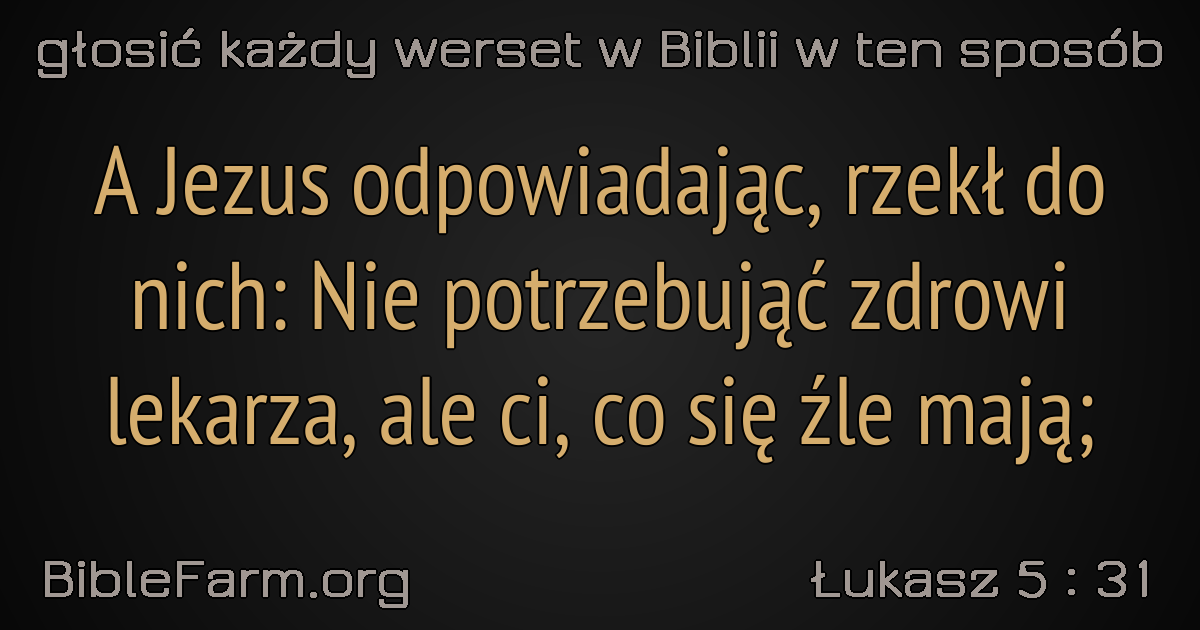 głosić każdy werset w Biblii w ten sposób
A Jezus odpowiadając, rzekł do
nich: Nie potrzebująć zdrowi
lekarza, ale ci, co się źle mają;
BibleFarm.org
Łukasz 5 : 31